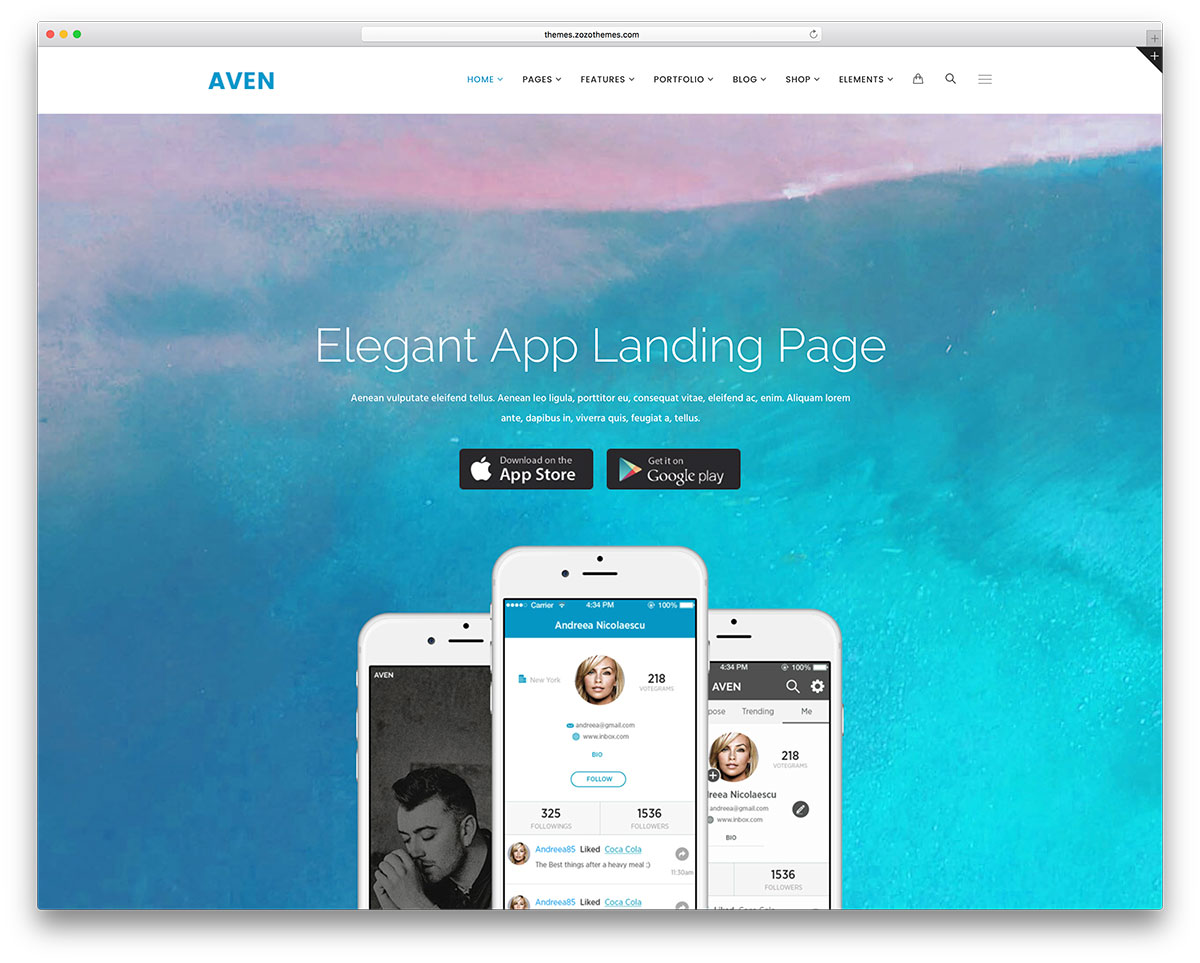 themes.zozothemes.com
AVEN
HOME PAGES FEATURES PORTFOLIO BLOG SHOP ELEMENTS
Elegant App Landing Page
Aenean vulputate eleifend tellus. Aenean leo ligula, porttitor eu, consequat vitae, eleifend ac, enim. Aliquam lorem
ante, dapibus in, viverra quis, feugiat a, tellus.
Download on the
App Store
Get it on
Google play
AVEN
Carrier 4:34 PM 100%
Andreea Nicolaescu
New York
218
VOTEGRAMS
andreea@gmail.com
www.inbox.com
BIO
FOLLOW
325
FOLLOWINGS
1536
FOLLOWERS
Andreea85 Liked Coca Cola
The Best things after a heavy meal :)
11:30am
Andreea85 Liked Coca Cola
4:34 PM 100%
AVEN
pose Trending Me
218
VOTEGRAMS
reea Nicolaescu
andreea@gmail.com
www.inbox.com
BIO
1536
FOLLOWERS